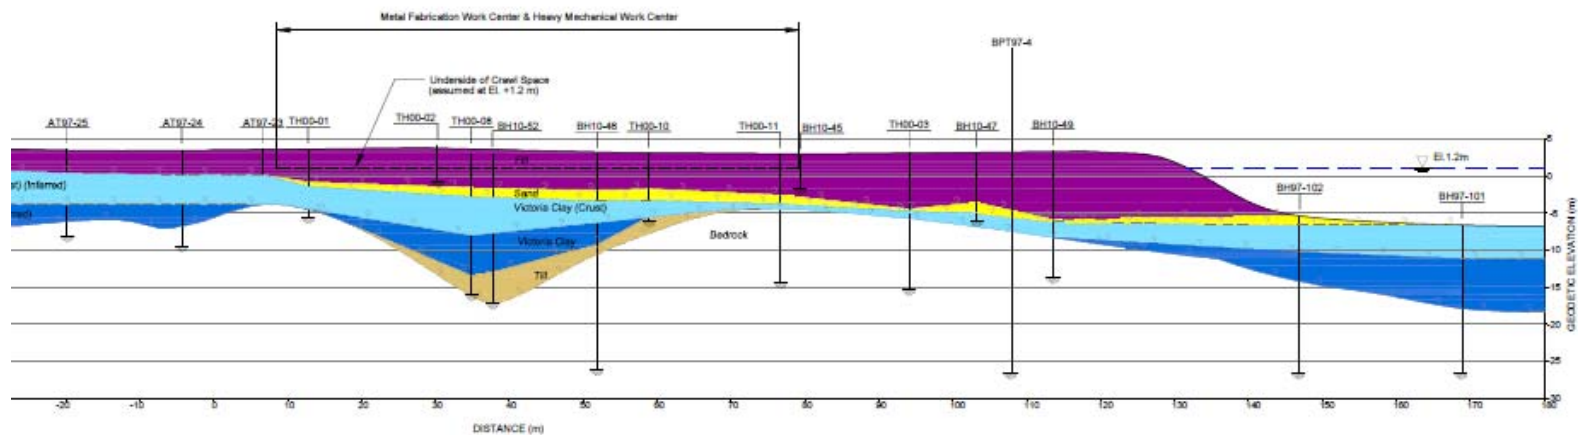 Metal Fabrication Work Center & Heavy Mechanical Work Center
BPT97-4
Underside of Crawl Space
(assumed at El. +1.2 m)
AT97-25 AT97-24 AT97-23 TH00-01 TH00-02 TH00-08 BH10-52 BH10-48 TH00-10 TH00-11 BH10-45 TH00-03 BH10-47 BH10-49
5
El.1.2m
Fill
0
(Inferred)
Sand
BH97-102 BH97-101
Victoria Clay (Crust)
-5
Bedrock
Victoria Clay
-10
Till
-15
-20
-25
-30
GEODETIC ELEVATION (m)
-20 -10 0 10 20 30 40 50 60 70 80 90 100 110 120 130 140 150 160 170 180
DISTANCE (m)